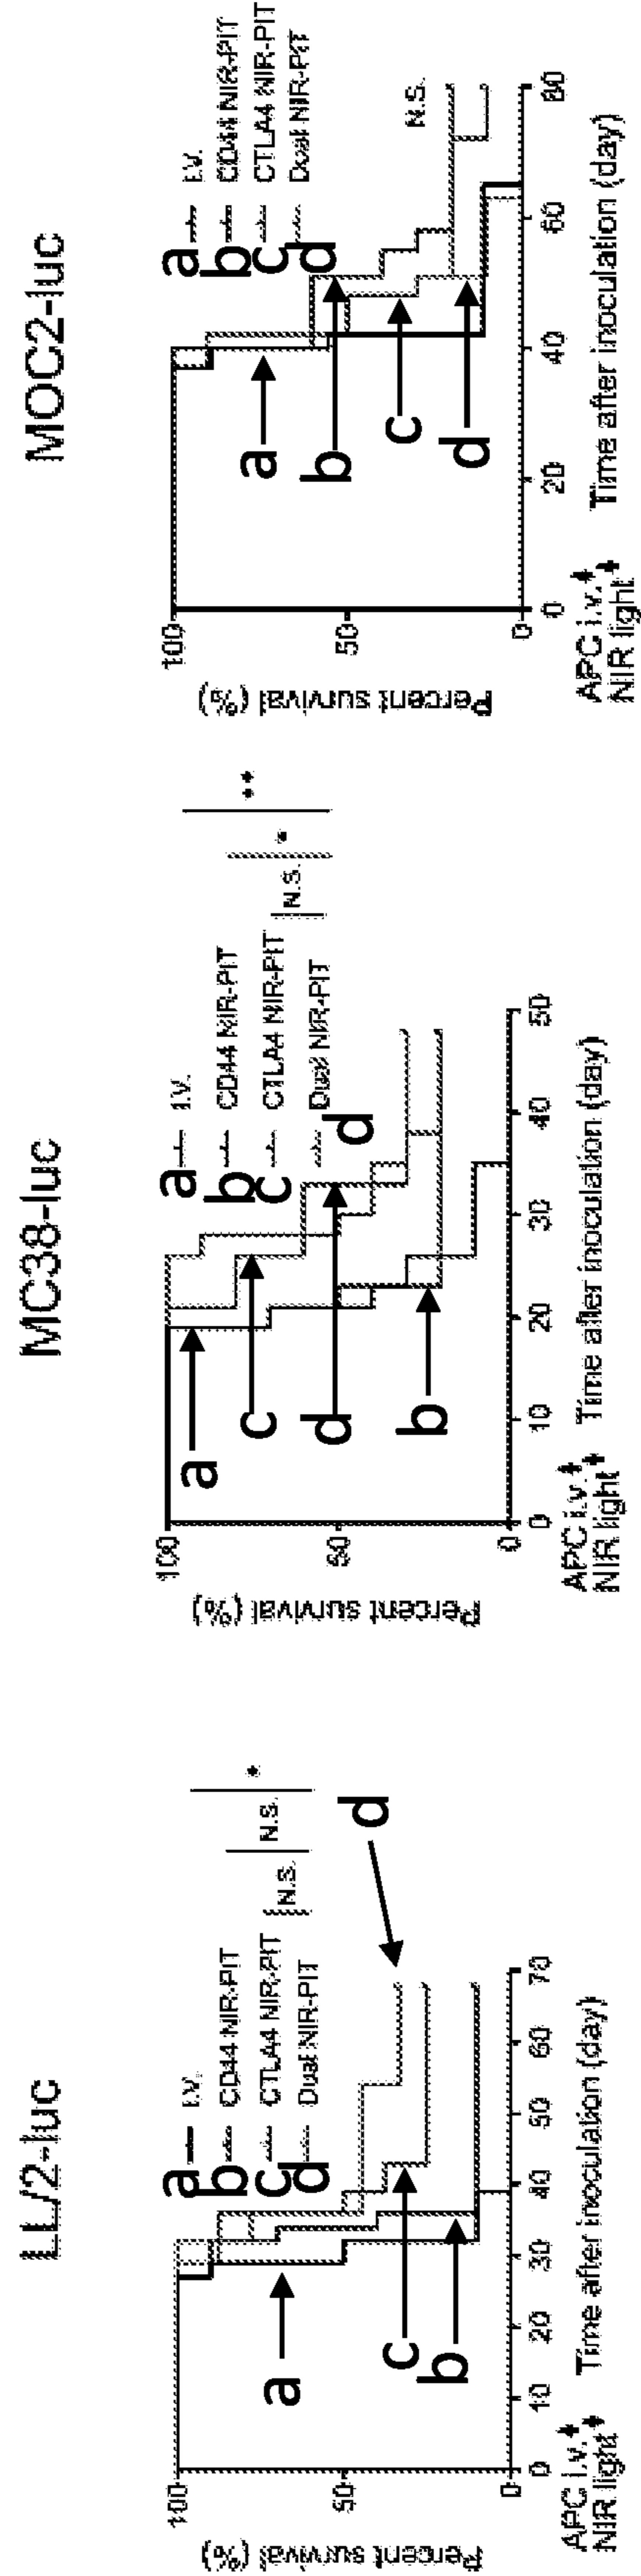 LL/2-luc
a I.V.
b CD44 NIR-PIT
c CTLA4 NIR-PIT
d Dual NIR-PIT
N.S.
N.S.
*
Percent survival (%)
100
50
0
a
b
c
d
0 10 20 30 40 50 60 70
Time after inoculation (day)
APC i.v.
NIR light
MC38-luc
a I.V.
b CD44 NIR-PIT
c CTLA4 NIR-PIT
d Dual NIR-PIT
N.S.
*
**
Percent survival (%)
100
50
0
a
c
d
b
0 10 20 30 40 50
Time after inoculation (day)
APC i.v.
NIR light
MOC2-luc
a I.V.
b CD44 NIR-PIT
c CTLA4 NIR-PIT
d Dual NIR-PIT
N.S.
Percent survival (%)
100
50
0
a
b
c
d
0 20 40 60 80
Time after inoculation (day)
APC i.v.
NIR light